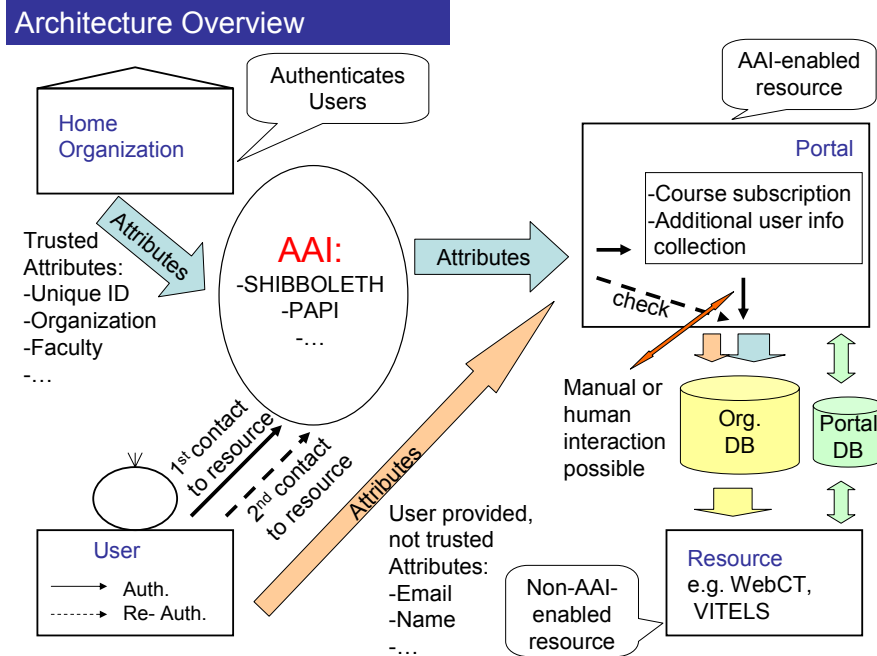 Architecture Overview
Authenticates
Users
AAI-enabled
resource
Home
Organization
Portal
-Course subscription
-Additional user info
collection
Attributes
Trusted
Attributes:
-Unique ID
-Organization
-Faculty
-...
AAI:
-SHIBBOLETH
-PAPI
-...
Attributes
check
Manual or
human
interaction
possible
Org.
DB
Portal
DB
1st contact
to resource
2nd contact
to resource
Attributes
User
Auth.
Re- Auth.
User provided,
not trusted
Attributes:
-Email
-Name
-...
Non-AAI-
enabled
resource
Resource
e.g. WebCT,
VITELS